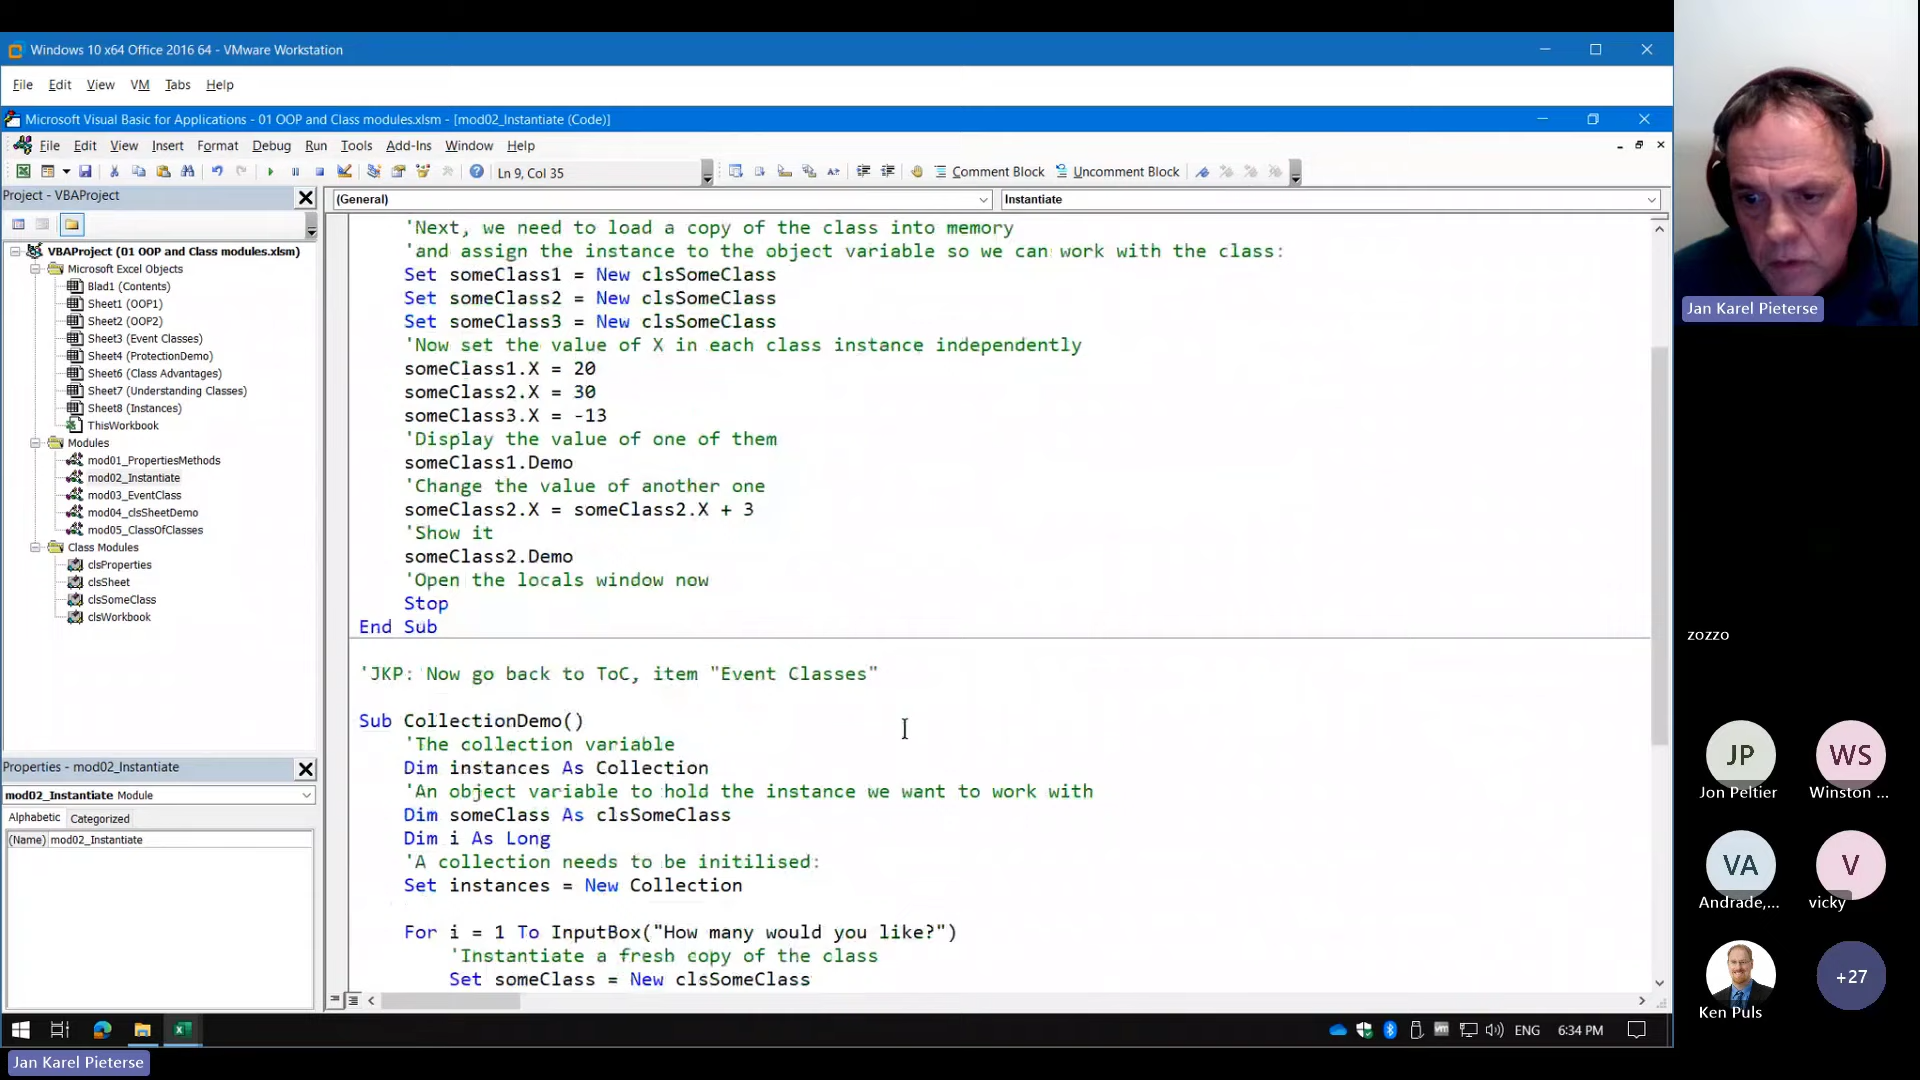 Windows 10 x64 Office 2016 64 - VMware Workstation
File Edit View VM Tabs Help
Microsoft Visual Basic for Applications - 01 OOP and Class modules.xlsm - [mod02_Instantiate (Code)]
File Edit View Insert Format Debug Run Tools Add-Ins Window Help
Ln 9, Col 35
Comment Block
Uncomment Block
Project - VBAProject
VBAProject (01 OOP and Class modules.xlsm)
Microsoft Excel Objects
Blad1 (Contents)
Sheet1 (OOP1)
Sheet2 (OOP2)
Sheet3 (Event Classes)
Sheet4 (ProtectionDemo)
Sheet6 (Class Advantages)
Sheet7 (Understanding Classes)
Sheet8 (Instances)
ThisWorkbook
Modules
mod01_PropertiesMethods
mod02_Instantiate
mod03_EventClass
mod04_clsSheetDemo
mod05_ClassOfClasses
Class Modules
clsProperties
clsSheet
clsSomeClass
clsWorkbook
Properties - mod02_Instantiate
mod02_Instantiate Module
Alphabetic Categorized
(Name) mod02_Instantiate
(General)
Instantiate
'Next, we need to load a copy of the class into memory
'and assign the instance to the object variable so we can work with the class:
Set someClass1 = New clsSomeClass
Set someClass2 = New clsSomeClass
Set someClass3 = New clsSomeClass
'Now set the value of X in each class instance independently
someClass1.X = 20
someClass2.X = 30
someClass3.X = -13
'Display the value of one of them
someClass1.Demo
'Change the value of another one
someClass2.X = someClass2.X + 3
'Show it
someClass2.Demo
'Open the locals window now
Stop
End Sub
'JKP: Now go back to ToC, item "Event Classes"
Sub CollectionDemo()
'The collection variable
Dim instances As Collection
'An object variable to hold the instance we want to work with
Dim someClass As clsSomeClass
Dim i As Long
'A collection needs to be initilised:
Set instances = New Collection
For i = 1 To InputBox("How many would you like?")
'Instantiate a fresh copy of the class
Set someClass = New clsSomeClass
ENG
6:34 PM
Jan Karel Pieterse
Jan Karel Pieterse
zozzo
JP
Jon Peltier
WS
Winston ...
VA
Andrade,...
V
vicky
Ken Puls
+27